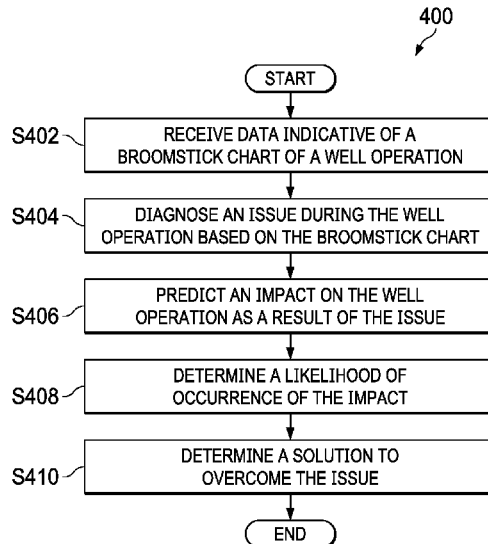 400
START
S402
RECEIVE DATA INDICATIVE OF A
BROOMSTICK CHART OF A WELL OPERATION
S404
DIAGNOSE AN ISSUE DURING THE WELL
OPERATION BASED ON THE BROOMSTICK CHART
S406
PREDICT AN IMPACT ON THE WELL
OPERATION AS A RESULT OF THE ISSUE
S408
DETERMINE A LIKELIHOOD OF
OCCURRENCE OF THE IMPACT
S410
DETERMINE A SOLUTION TO
OVERCOME THE ISSUE
END